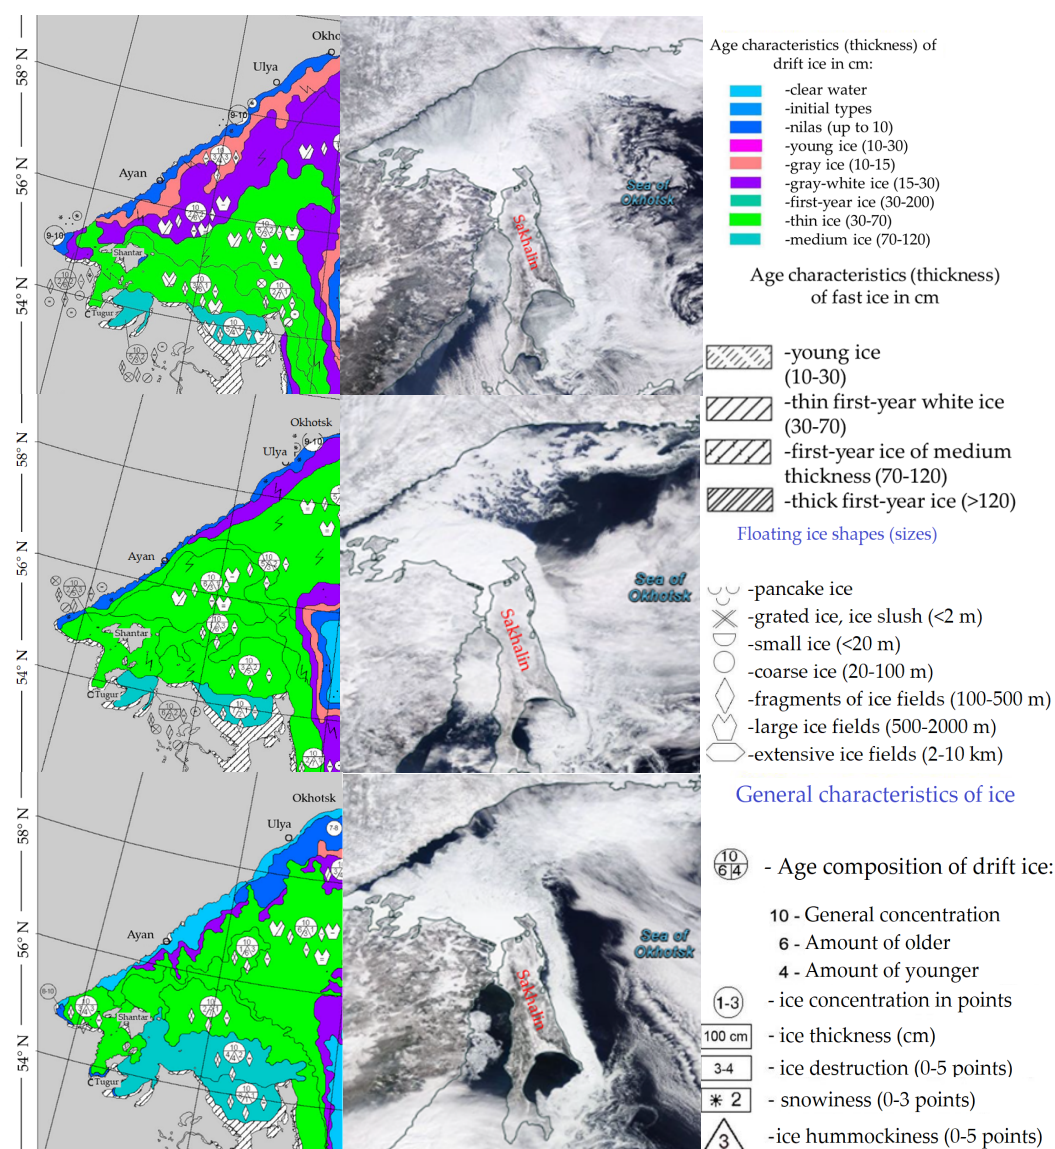 58° N
56° N
54° N
Okho
Ulya
9-10
Ayan
9-10
Shantar
Tugur
Sea of
Okhotsk
Sakhalin
58° N
56° N
54° N
Okhotsk
9-10
Ulya
Ayan
Shantar
Tugur
Sea of
Okhotsk
Sakhalin
58° N
56° N
54° N
Okhotsk
7-8
Ulya
Ayan
8-10
Shantar
Tugur
Sea of
Okhotsk
Sakhalin
Age characteristics (thickness) of
drift ice in cm:
-clear water
-initial types
-nilas (up to 10)
-young ice (10-30)
-gray ice (10-15)
-gray-white ice (15-30)
-first-year ice (30-200)
-thin ice (30-70)
-medium ice (70-120)
Age characteristics (thickness)
of fast ice in cm
-young ice
(10-30)
-thin first-year white ice
(30-70)
-first-year ice of medium
thickness (70-120)
-thick first-year ice (>120)
Floating ice shapes (sizes)
-pancake ice
-grated ice, ice slush (<2 m)
-small ice (<20 m)
-coarse ice (20-100 m)
-fragments of ice fields (100-500 m)
-large ice fields (500-2000 m)
-extensive ice fields (2-10 km)
General characteristics of ice
10
6 4
- Age composition of drift ice:
10 - General concentration
6 - Amount of older
4 - Amount of younger
1-3 - ice concentration in points
100 cm - ice thickness (cm)
3-4 - ice destruction (0-5 points)
2 - snowiness (0-3 points)
3 -ice hummockiness (0-5 points)